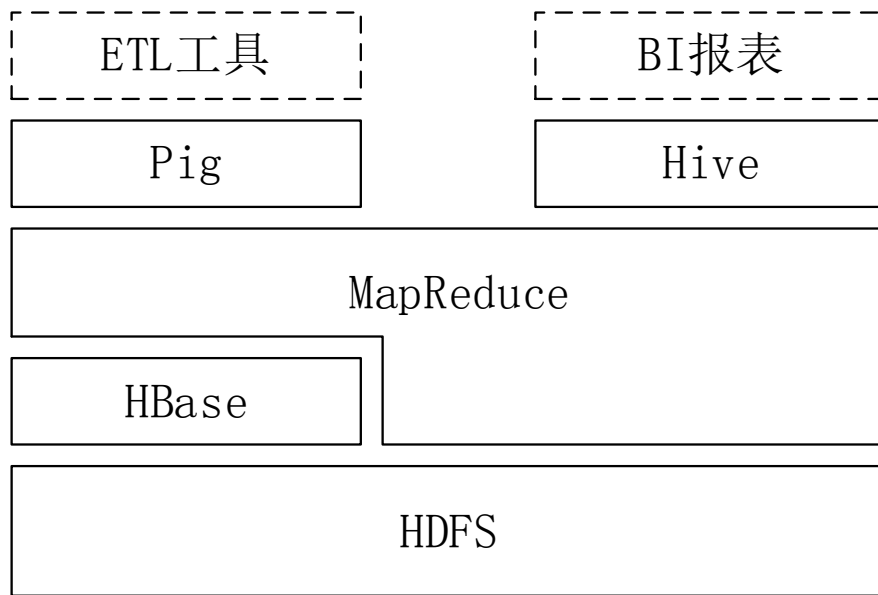 ETL工具
BI报表
Pig
Hive
MapReduce
HBase
HDFS